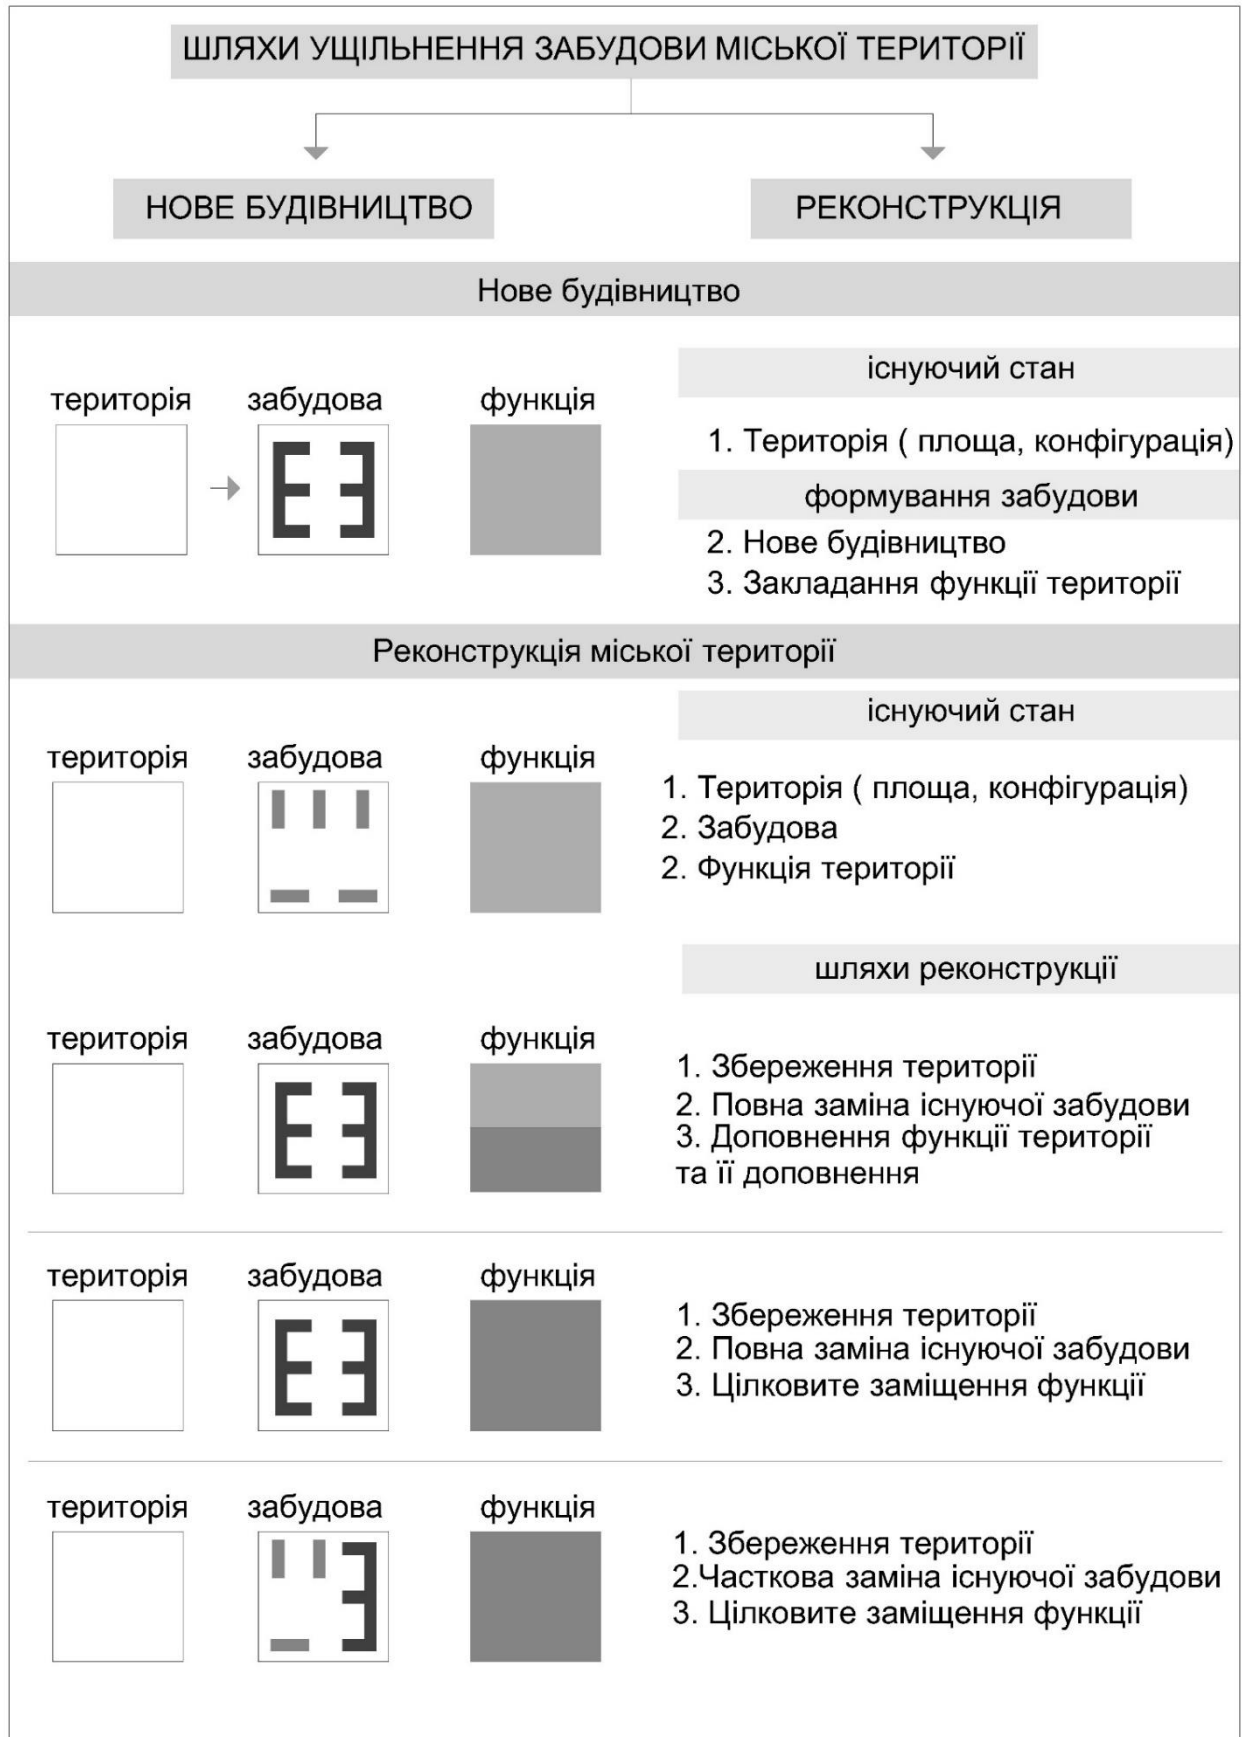 ШЛЯХИ УЩІЛЬНЕННЯ ЗАБУДОВИ МІСЬКОЇ ТЕРИТОРІЇ
НОВЕ БУДІВНИЦТВО
РЕКОНСТРУКЦІЯ
Нове будівництво
територія
забудова
функція
існуючий стан
1. Територія ( площа, конфігурація)
формування забудови
2. Нове будівництво
3. Закладання функції території
Реконструкція міської території
територія
забудова
функція
існуючий стан
1. Територія ( площа, конфігурація)
2. Забудова
2. Функція території
шляхи реконструкції
територія
забудова
функція
1. Збереження території
2. Повна заміна існуючої забудови
3. Доповнення функції території
та її доповнення
територія
забудова
функція
1. Збереження території
2. Повна заміна існуючої забудови
3. Цілковите заміщення функції
територія
забудова
функція
1. Збереження території
2.Часткова заміна існуючої забудови
3. Цілковите заміщення функції